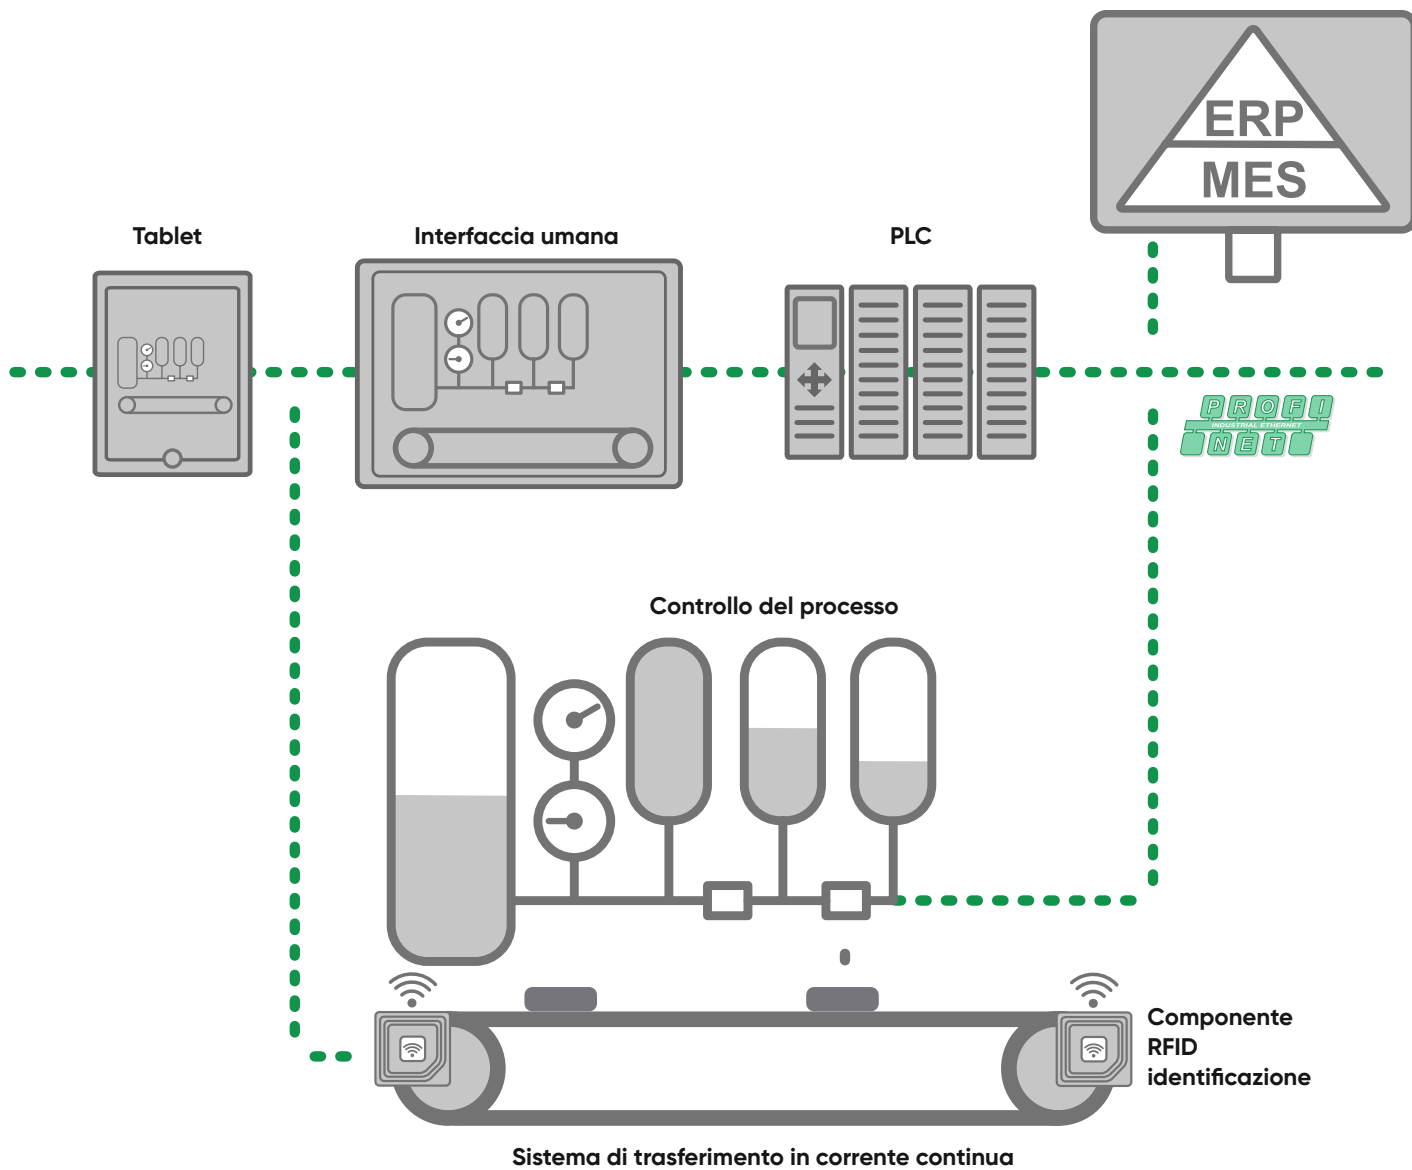 ERP
MES
Tablet
Interfaccia umana
PLC
PROFI
INDUSTRIAL ETHERNET
NET
Controllo del processo
Componente
RFID
identificazione
Sistema di trasferimento in corrente continua